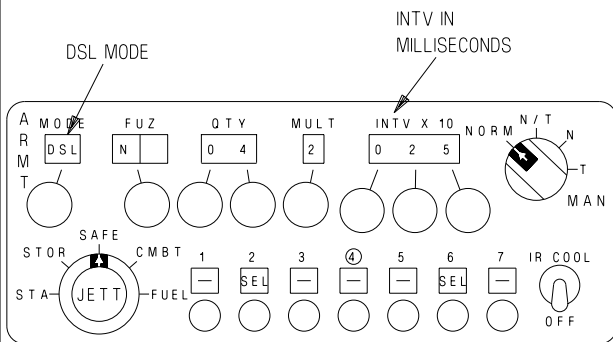 INTV IN
MILLISECONDS
DSL MODE
ARMT
MODE FUZ QTY MULT INTV X 10
DSL N 0 4 2 0 2 5
NORM N/T N T MAN
STA STOR SAFE CMBT FUEL
JETT
1 2 3 4 5 6 7
— SEL — — — SEL —
IR COOL
OFF